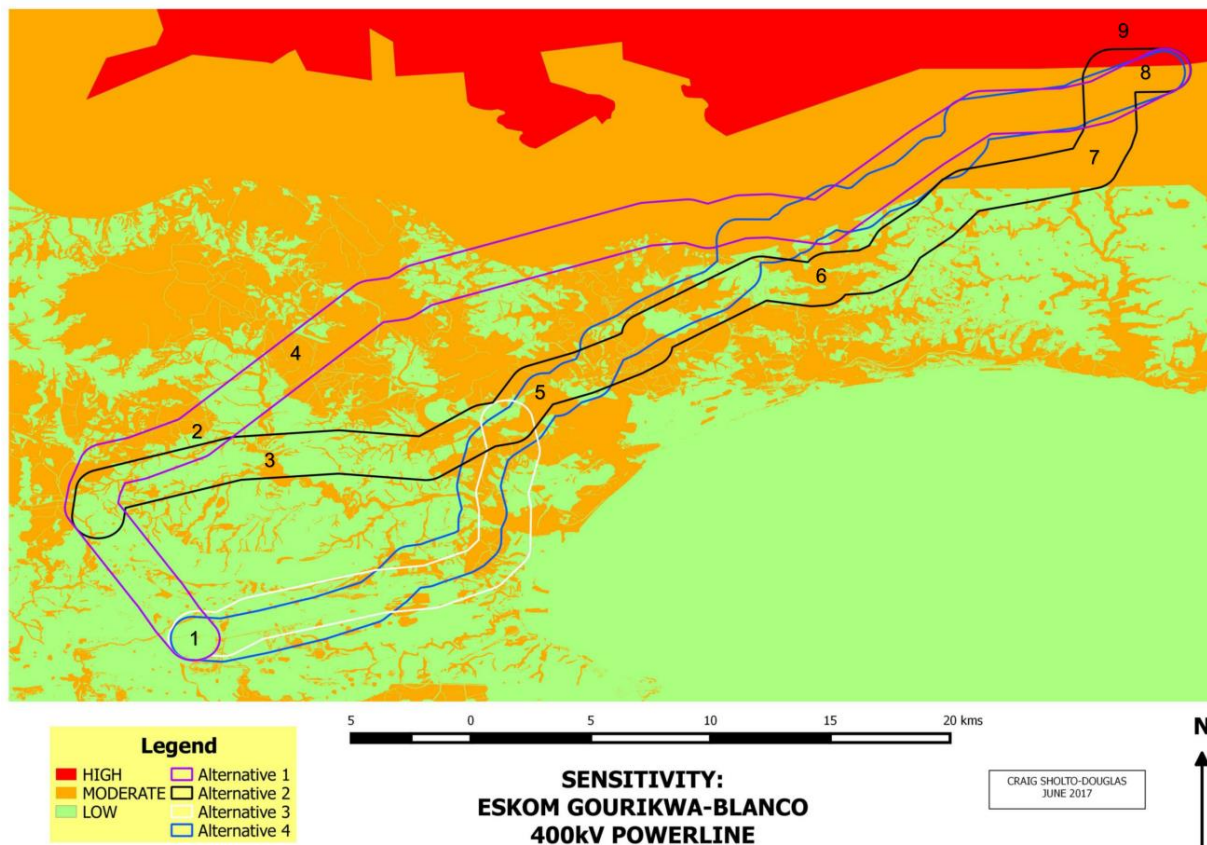 9
8
7
6
4
5
2
3
1
5 0 5 10 15 20 kms
N
Legend
HIGH
MODERATE
LOW
Alternative 1
Alternative 2
Alternative 3
Alternative 4
SENSITIVITY:
ESKOM GOURIKWA-BLANCO
400kV POWERLINE
CRAIG SHOLTO-DOUGLAS
JUNE 2017